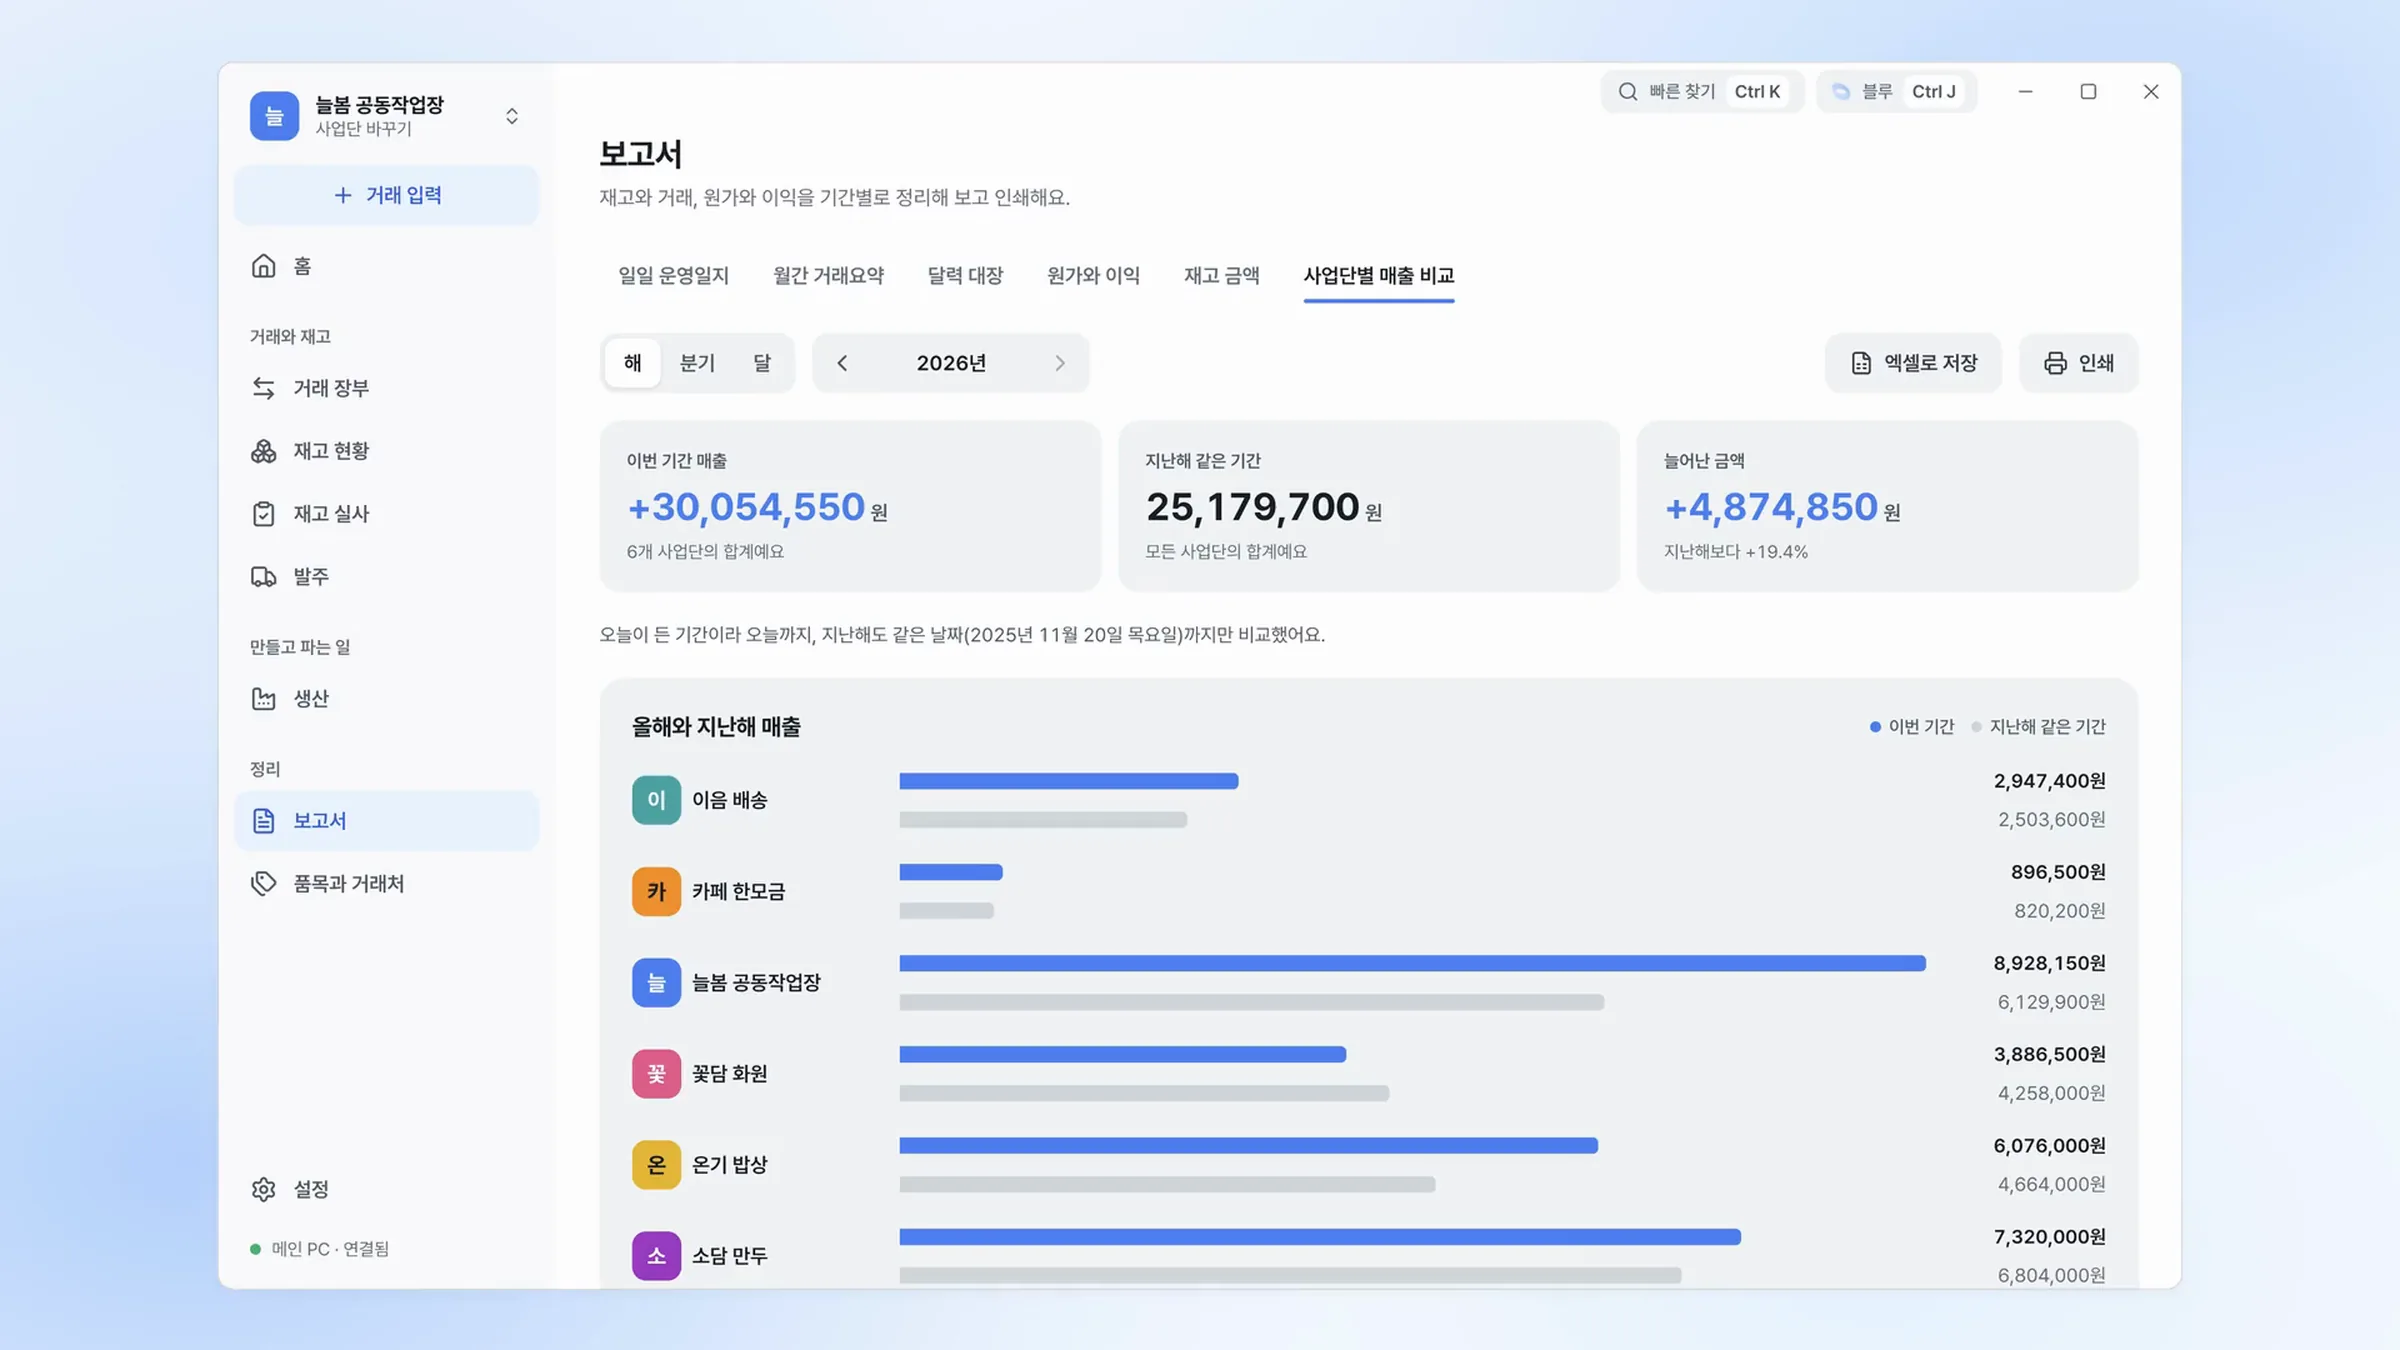 늘
늘봄 공동작업장
사업단 바꾸기
거래 입력
홈
거래와 재고
거래 장부
재고 현황
재고 실사
발주
만들고 파는 일
생산
정리
보고서
품목과 거래처
설정
메인 PC · 연결됨
빠른 찾기 Ctrl K
블루 Ctrl J
보고서
재고와 거래, 원가와 이익을 기간별로 정리해 보고 인쇄해요.
일일 운영일지 월간 거래요약 달력 대장 원가와 이익 재고 금액 사업단별 매출 비교
해 분기 달 2026년 엑셀로 저장 인쇄
이번 기간 매출
+30,054,550 원
6개 사업단의 합계예요
지난해 같은 기간
25,179,700 원
모든 사업단의 합계예요
늘어난 금액
+4,874,850 원
지난해보다 +19.4%
오늘이 든 기간이라 오늘까지, 지난해도 같은 날짜(2025년 11월 20일 목요일)까지만 비교했어요.
올해와 지난해 매출
이번 기간 지난해 같은 기간
이 이음 배송
2,947,400원
2,503,600원
카 카페 한모금
896,500원
820,200원
늘 늘봄 공동작업장
8,928,150원
6,129,900원
꽃 꽃담 화원
3,886,500원
4,258,000원
온 온기 밥상
6,076,000원
4,664,000원
소 소담 만두
7,320,000원
6,804,000원